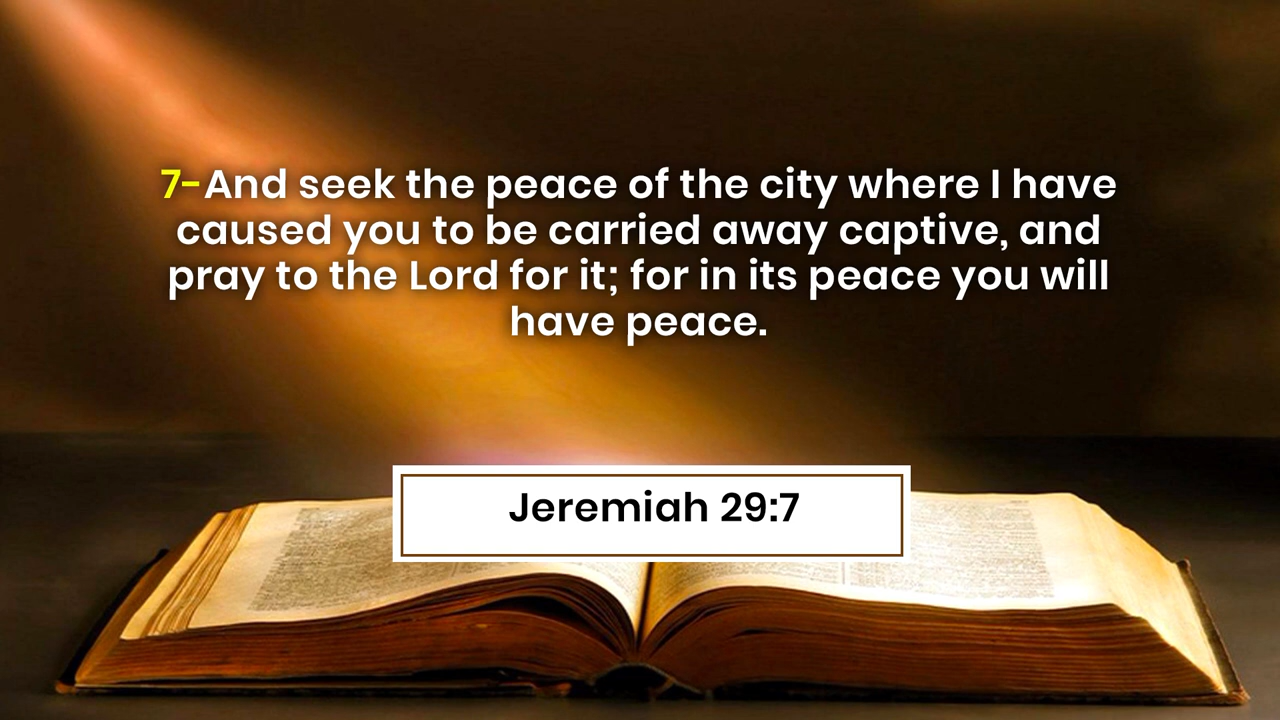 7-And seek the peace of the city where I have
caused you to be carried away captive, and
pray to the Lord for it; for in its peace you will
have peace.
Jeremiah 29:7